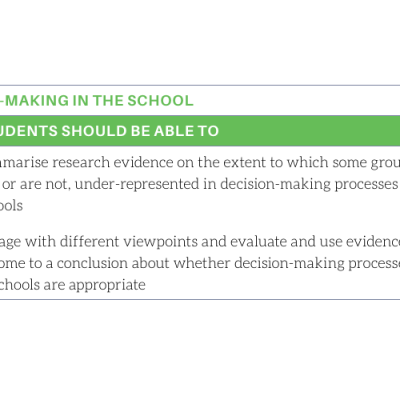 -MAKING IN THE SCHOOL
UDENTS SHOULD BE ABLE TO
marise research evidence on the extent to which some grou
or are not, under-represented in decision-making processes
ools
age with different viewpoints and evaluate and use evidenc
ome to a conclusion about whether decision-making process
chools are appropriate